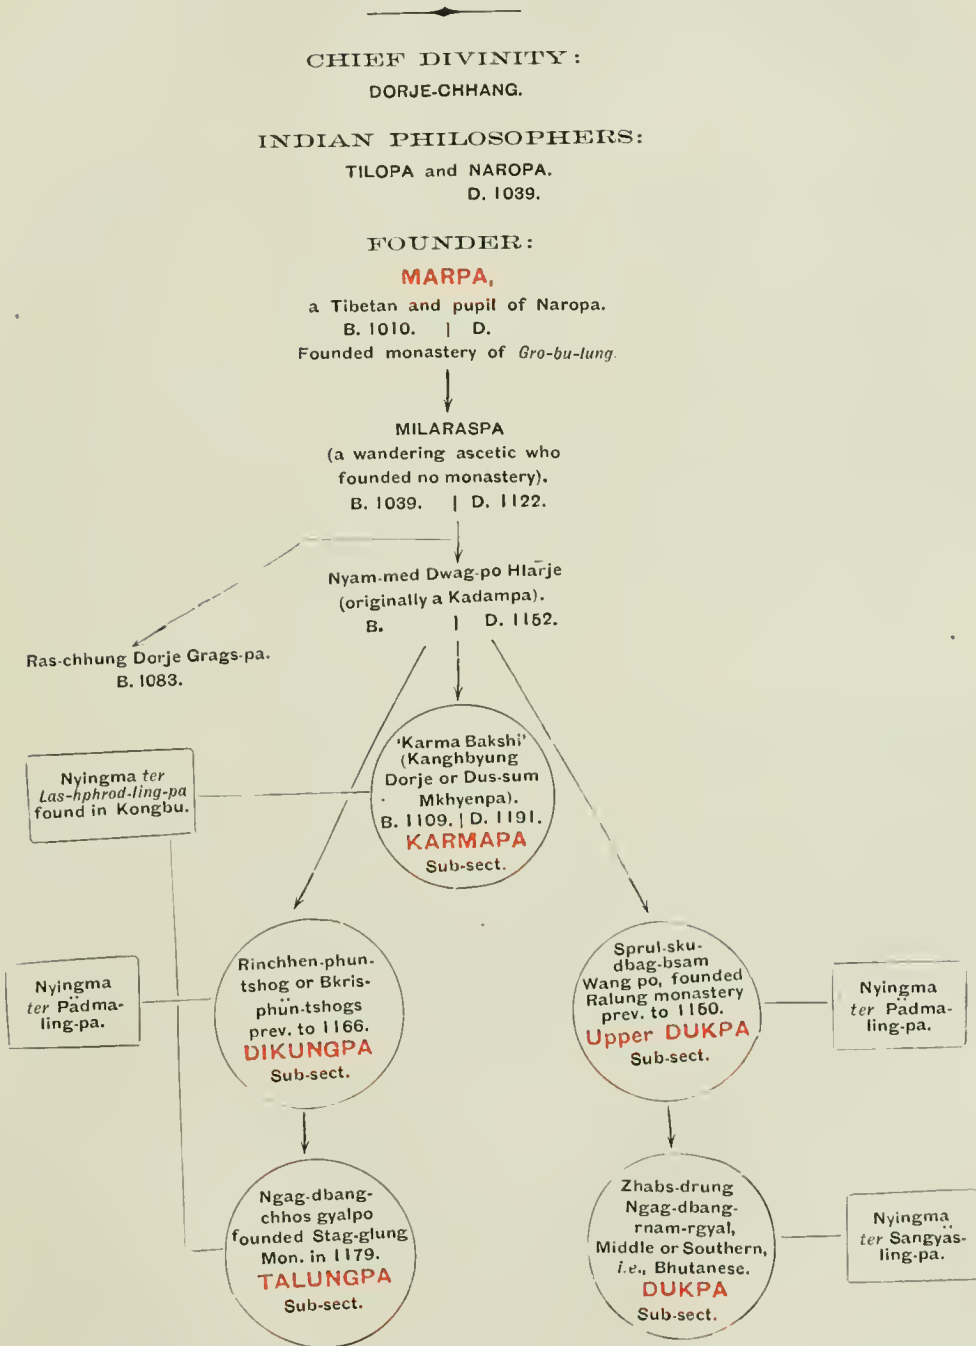 CHIEF DIVINITY:
DORJE-CHHANG.
INDIAN PHILOSOPHERS:
TILOPA and NAROPA.
D. 1039.
FOUNDER:
MARPA,
a Tibetan and pupil of Naropa.
B. 1010. | D.
Founded monastery of Gro-bu-lung.
MILARASPA
(a wandering ascetic who
founded no monastery).
B. 1039. | D. 1122.
Nyam-med Dwag-po Hlārje
(originally a Kadampa).
B. | D. 1152.
Ras-chhung Dorje Grags-pa.
B. 1083.
'Karma Bakshi'
(Kanghbyung
Dorje or Dus-sum
Mkhyenpa).
B. 1109. | D. 1191.
KARMAPA
Sub-sect.
Nyingma ter
Las-hphrod-ling-pa
found in Kongbu.
Rinchhen-phun-
tshog or Bkris-
phün-tshogs
prev. to 1166.
DIKUNGPA
Sub-sect.
Nyingma
ter Pädma-
ling-pa.
Sprul-sku-
dbag-bsam
Wang po, founded
Ralung monastery
prev. to 1160.
Upper DUKPA
Sub-sect.
Nyingma
ter Pädma-
ling-pa.
Ngag-dbang-
chhos gyalpo
founded Stag-glung
Mon. in 1179.
TALUNGPA
Sub-sect.
Zhabs-drung
Ngag-dbang-
rnam-rgyal,
Middle or Southern,
i.e., Bhutanese.
DUKPA
Sub-sect.
Nyingma
ter Sangyäs-
ling-pa.